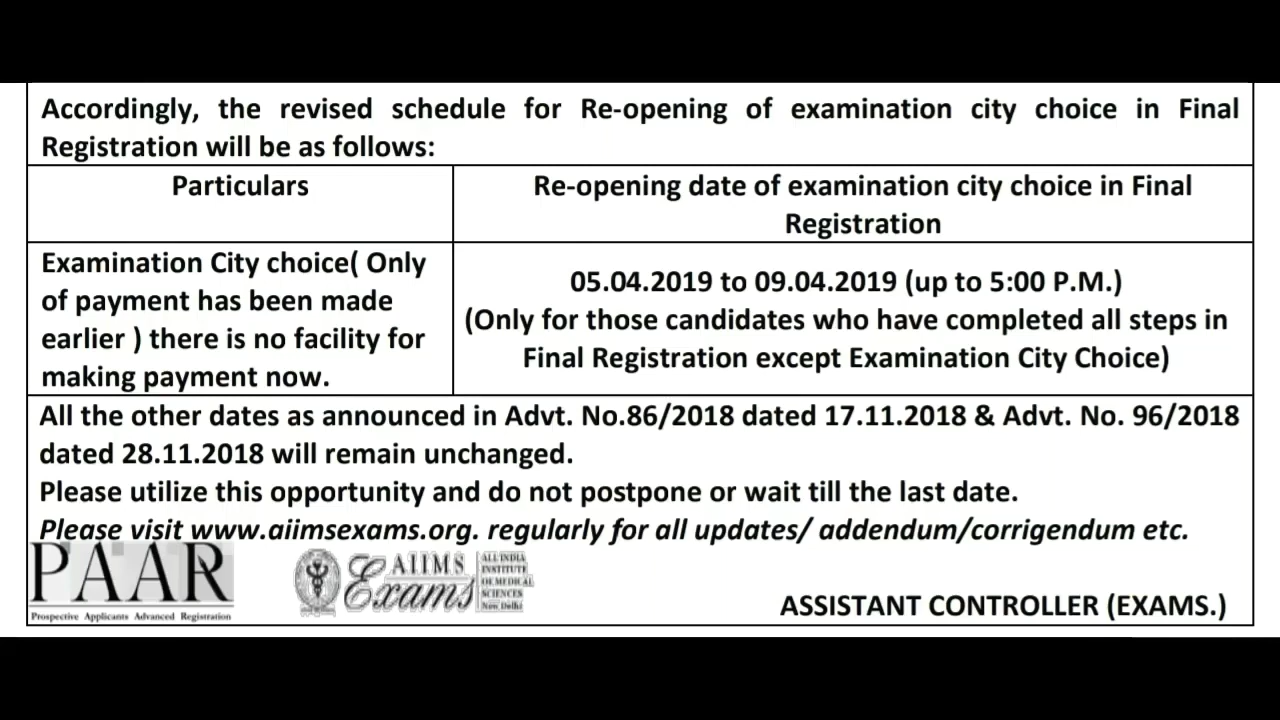 Accordingly, the revised schedule for Re-opening of examination city choice in Final
Registration will be as follows:
Particulars
Re-opening date of examination city choice in Final
Registration
Examination City choice( Only
of payment has been made
earlier ) there is no facility for
making payment now.
05.04.2019 to 09.04.2019 (up to 5:00 P.M.)
(Only for those candidates who have completed all steps in
Final Registration except Examination City Choice)
All the other dates as announced in Advt. No.86/2018 dated 17.11.2018 & Advt. No. 96/2018
dated 28.11.2018 will remain unchanged.
Please utilize this opportunity and do not postpone or wait till the last date.
Please visit www.aiimsexams.org. regularly for all updates/ addendum/corrigendum etc.
PAAR
Prospective Applicants Advanced Registration
AIIMS
Exams
ALL INDIA
INSTITUTE
OF MEDICAL
SCIENCES
New Delhi
ASSISTANT CONTROLLER (EXAMS.)